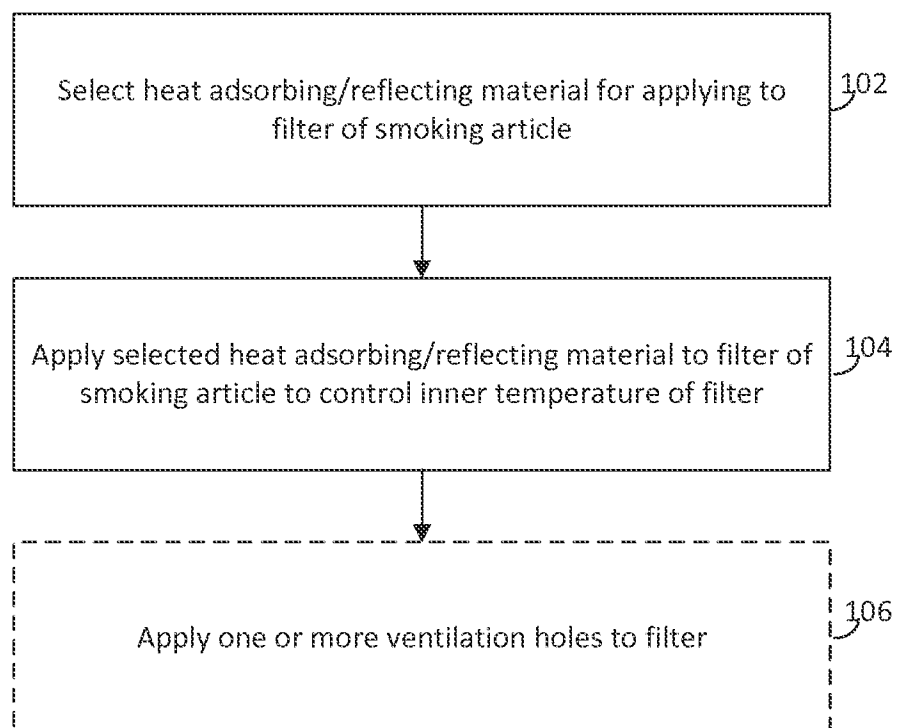 Select heat adsorbing/reflecting material for applying to
filter of smoking article
102
Apply selected heat adsorbing/reflecting material to filter of
smoking article to control inner temperature of filter
104
Apply one or more ventilation holes to filter
106